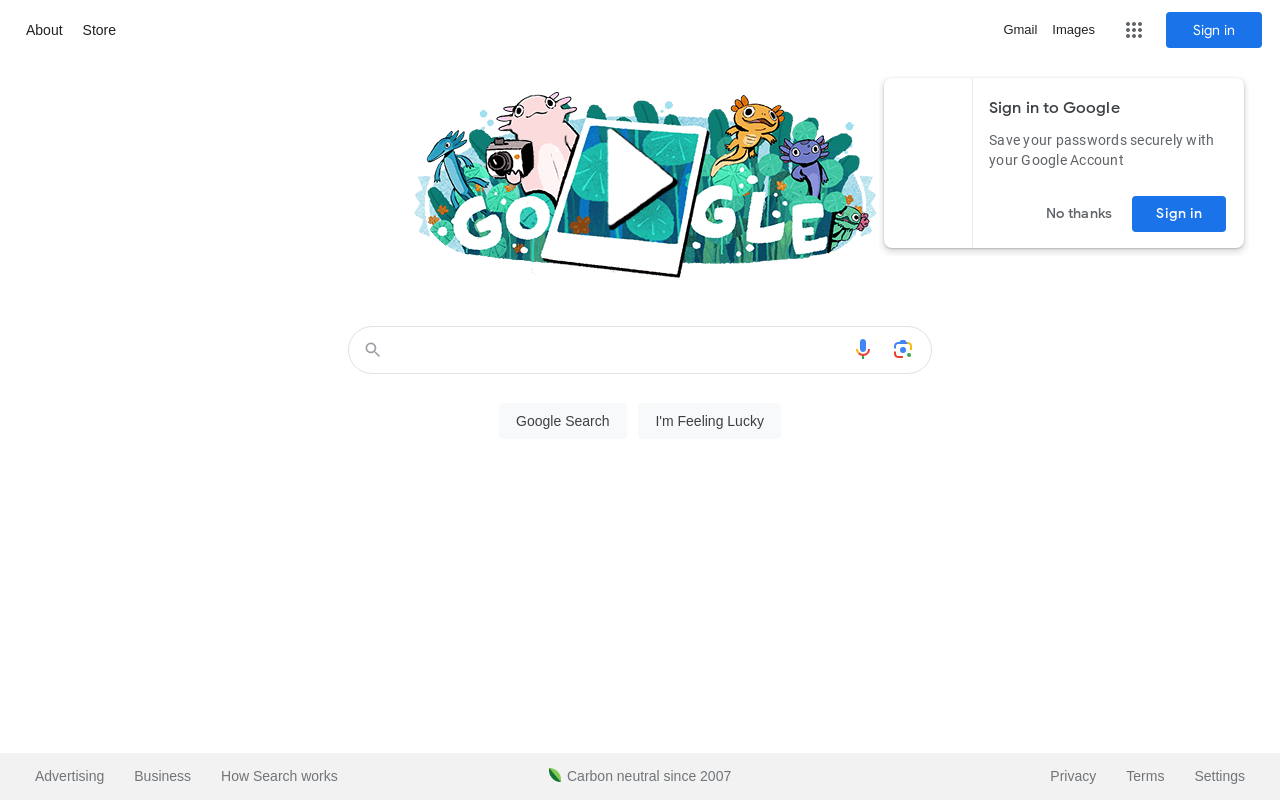 About Store
Gmail Images Sign in
GOOGLE
Sign in to Google
Save your passwords securely with
your Google Account
No thanks Sign in
Google Search I'm Feeling Lucky
Advertising Business How Search works
Carbon neutral since 2007
Privacy Terms Settings